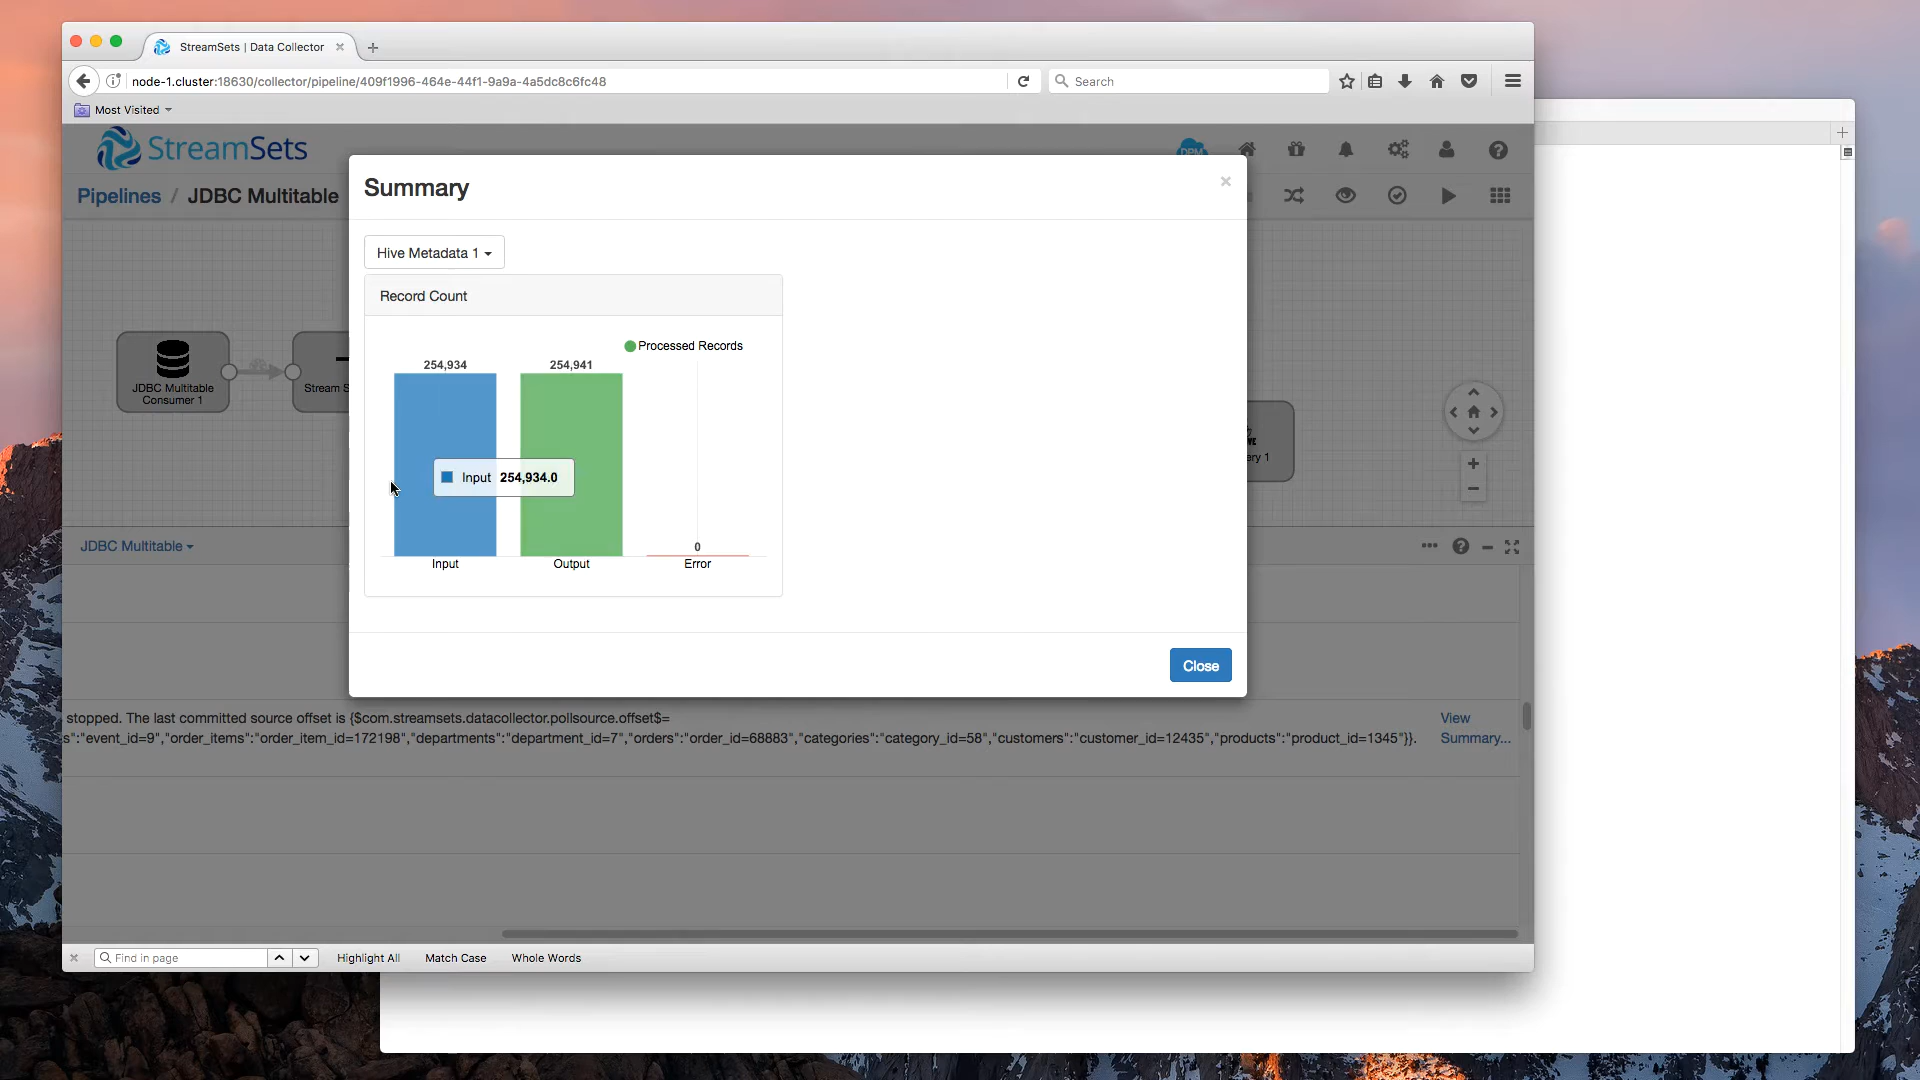 StreamSets | Data Collector
node-1.cluster:18630/collector/pipeline/409f1996-464e-44f1-9a9a-4a5dc8c6fc48
Search
Most Visited
StreamSets
DPM
Pipelines / JDBC Multitable
Summary
Hive Metadata 1
Record Count
Processed Records
254,934
254,941
Input 254,934.0
0
Input
Output
Error
JDBC Multitable
Consumer 1
Stream S
ery 1
Close
JDBC Multitable
stopped. The last committed source offset is {$com.streamsets.datacollector.pollsource.offset$=
s":"event_id=9","order_items":"order_item_id=172198","departments":"department_id=7","orders":"order_id=68883","categories":"category_id=58","customers":"customer_id=12435","products":"product_id=1345"}}.
View
Summary...
Find in page
Highlight All
Match Case
Whole Words